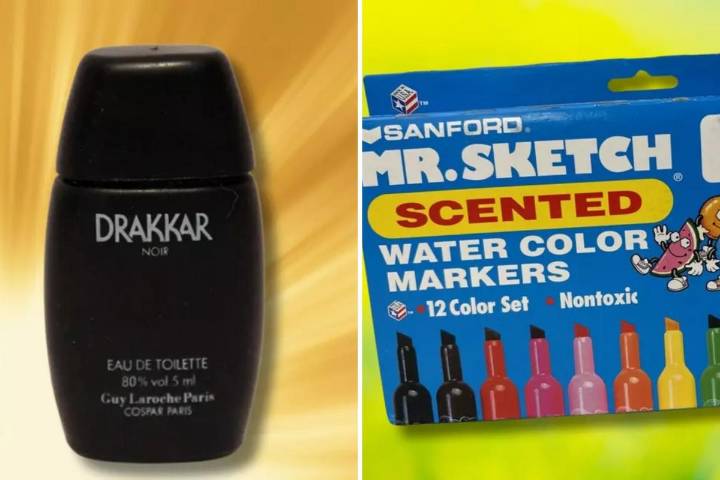 DRAKKAR
NOIR
EAU DE TOILETTE
80% vol 5 ml
Guy Laroche Paris
COSPAR PARIS
SANFORD®
MR. SKETCH®
SCENTED
WATER COLOR
MARKERS
• 12 Color Set • Nontoxic